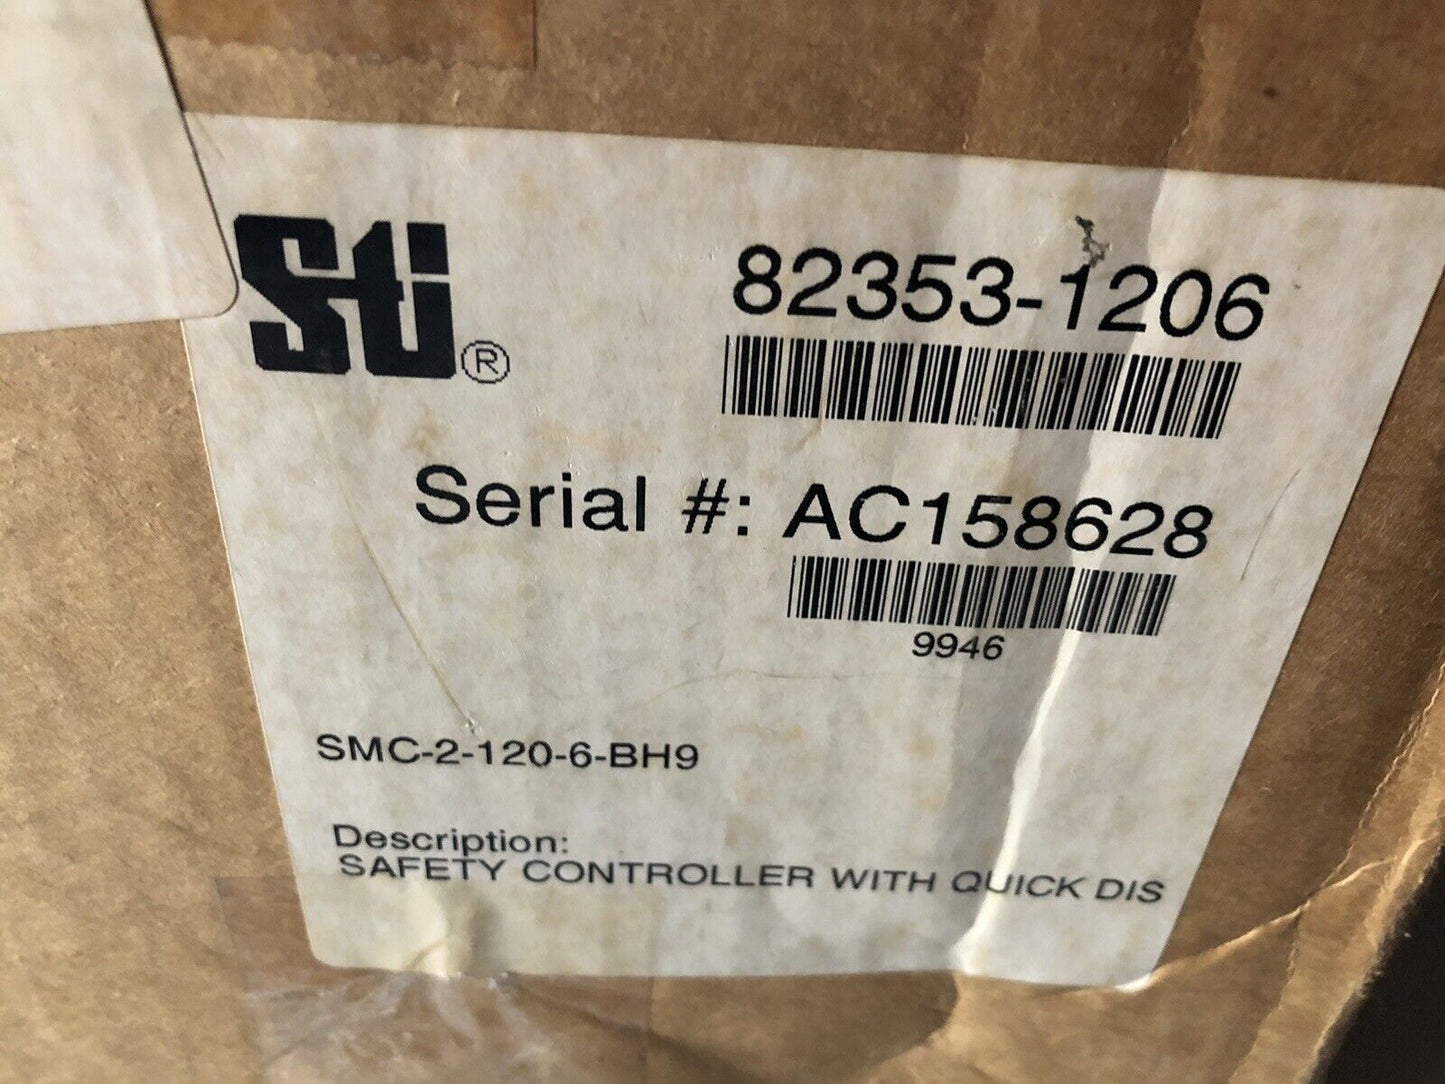 Sti®
82353-1206
Serial #: AC158628
9946
SMC-2-120-6-BH9
Description:
SAFETY CONTROLLER WITH QUICK DIS